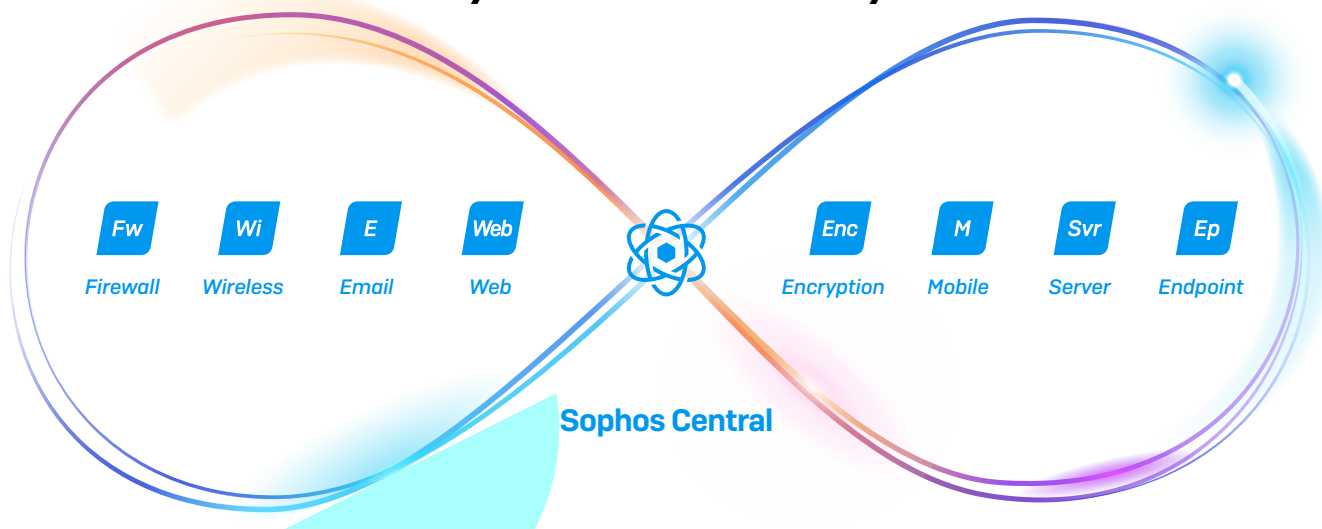 Fw Wi E Web Enc M Svr Ep
Firewall Wireless Email Web Encryption Mobile Server Endpoint
Sophos Central